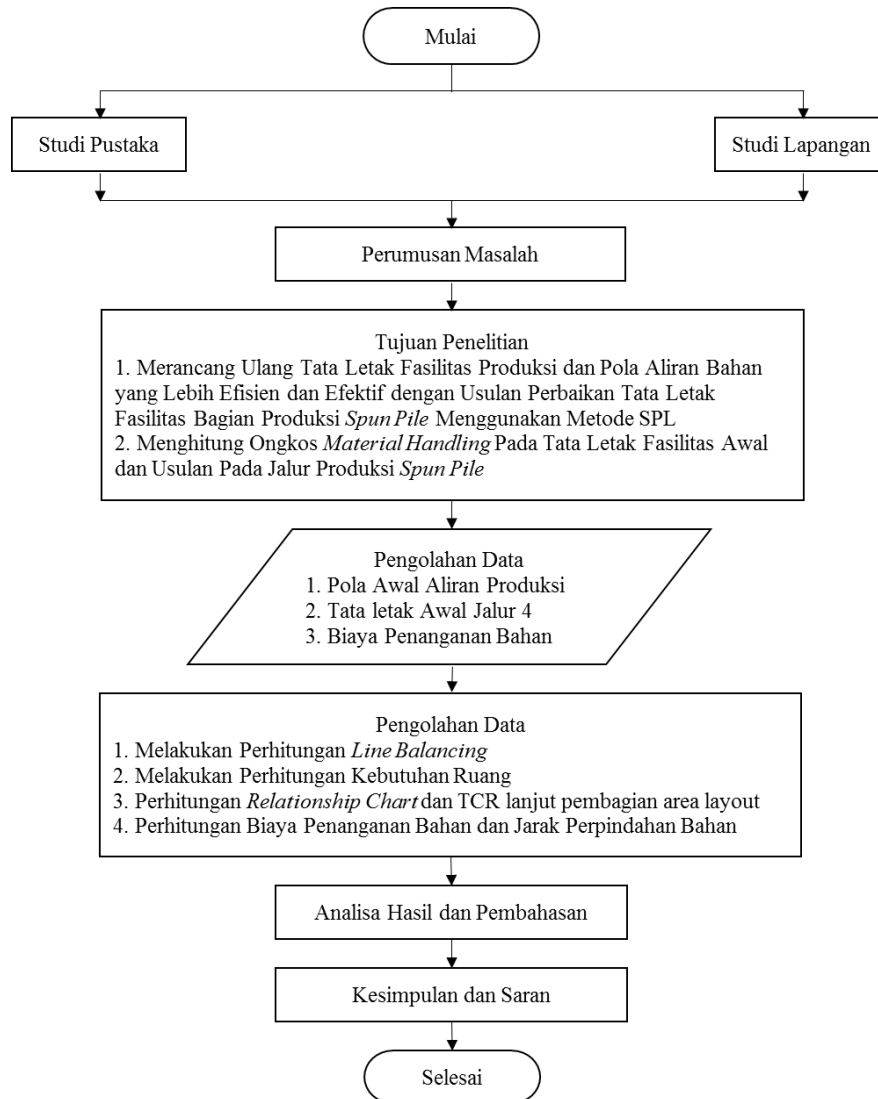 Mulai
Studi Pustaka
Studi Lapangan
Perumusan Masalah
Tujuan Penelitian
1. Merancang Ulang Tata Letak Fasilitas Produksi dan Pola Aliran Bahan
yang Lebih Efisien dan Efektif dengan Usulan Perbaikan Tata Letak
Fasilitas Bagian Produksi Spun Pile Menggunakan Metode SPL
2. Menghitung Ongkos Material Handling Pada Tata Letak Fasilitas Awal
dan Usulan Pada Jalur Produksi Spun Pile
Pengolahan Data
1. Pola Awal Aliran Produksi
2. Tata letak Awal Jalur 4
3. Biaya Penanganan Bahan
Pengolahan Data
1. Melakukan Perhitungan Line Balancing
2. Melakukan Perhitungan Kebutuhan Ruang
3. Perhitungan Relationship Chart dan TCR lanjut pembagian area layout
4. Perhitungan Biaya Penanganan Bahan dan Jarak Perpindahan Bahan
Analisa Hasil dan Pembahasan
Kesimpulan dan Saran
Selesai